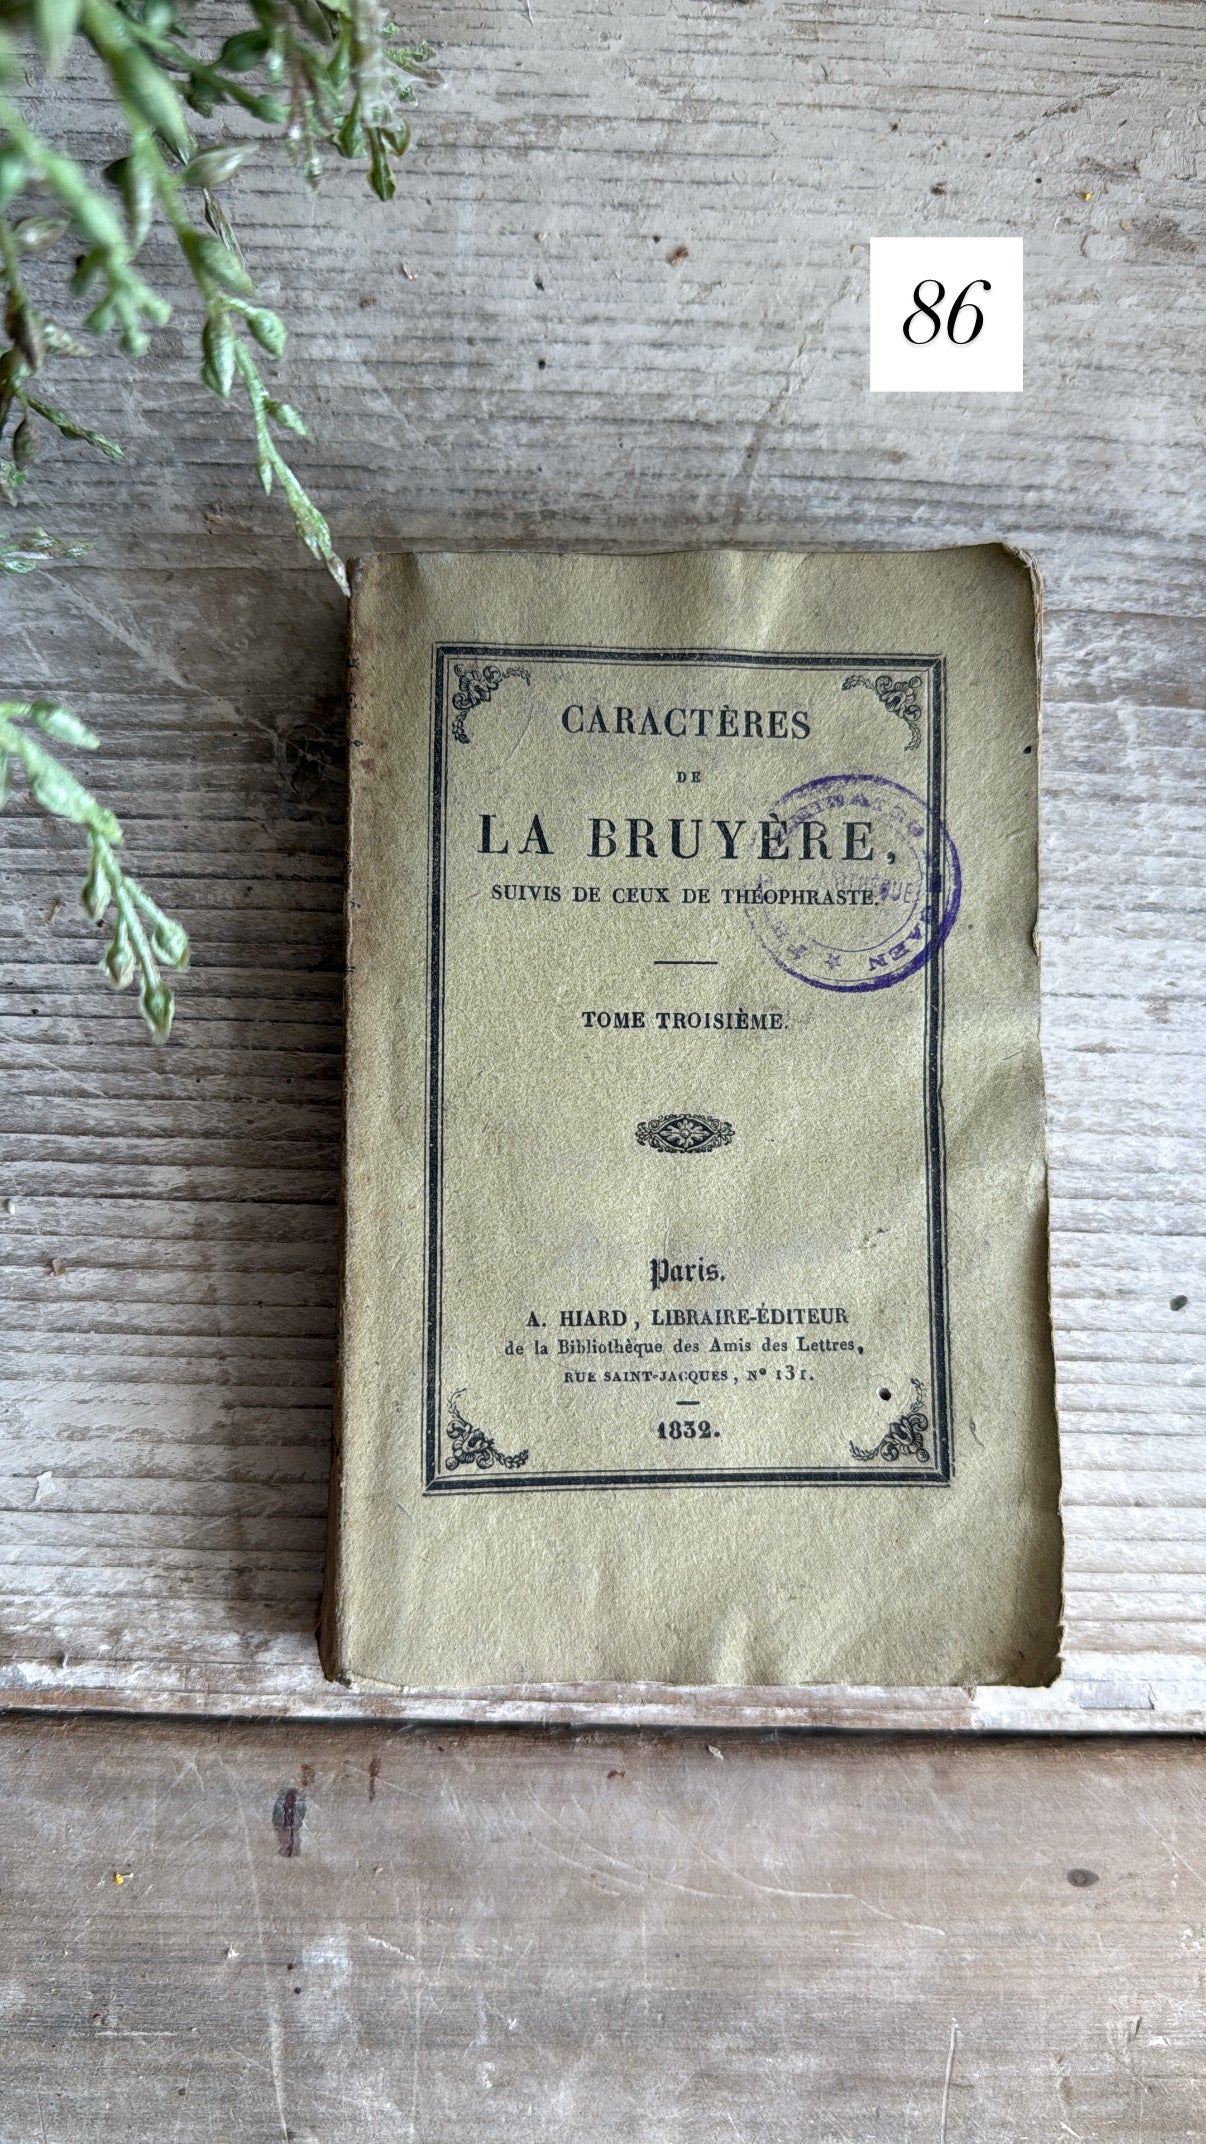 86
CARACTÈRES
DE
LA BRUYÈRE,
SUIVIS DE CEUX DE THÉOPHRASTE.
TOME TROISIÈME.
Paris.
A. HIARD, LIBRAIRE-ÉDITEUR
de la Bibliothèque des Amis des Lettres,
RUE SAINT-JACQUES, Nº 131.
1832.